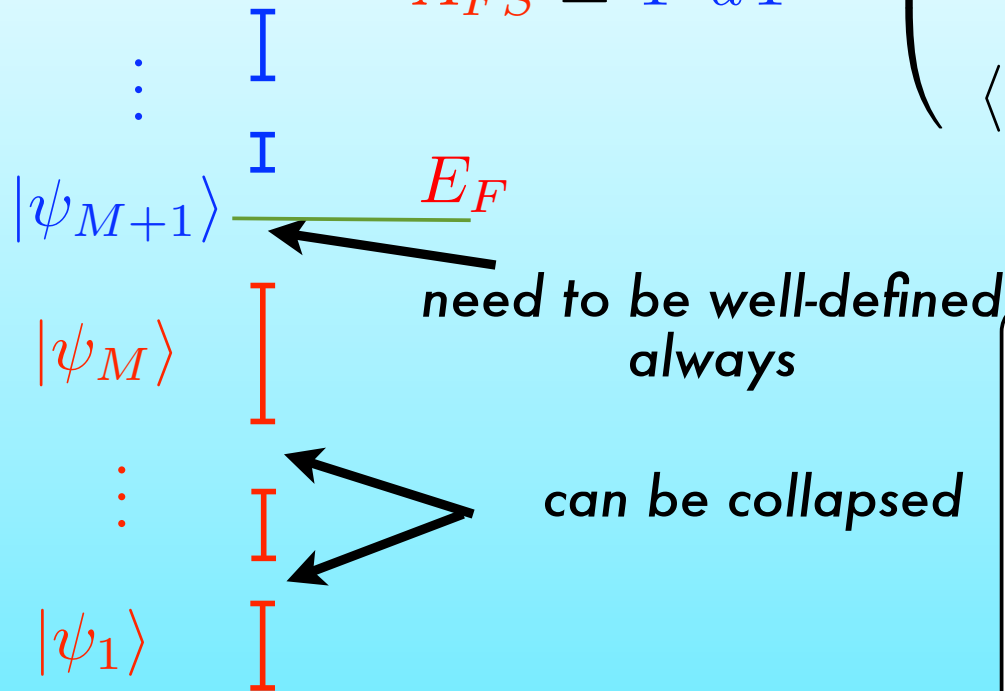 ⋮
|ψ_{M+1}⟩
E_F
need to be well-defined
always
|ψ_M⟩
⋮
can be collapsed
|ψ_1⟩